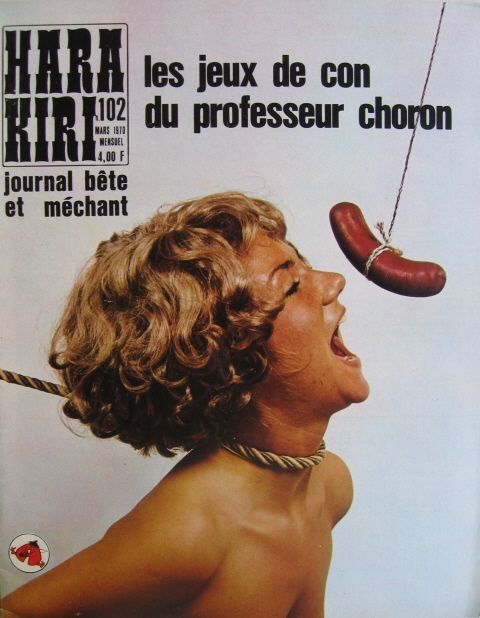 HARA
KIRI
102
MARS 1970
MENSUEL
4,00 F
journal bête
et méchant
les jeux de con
du professeur choron